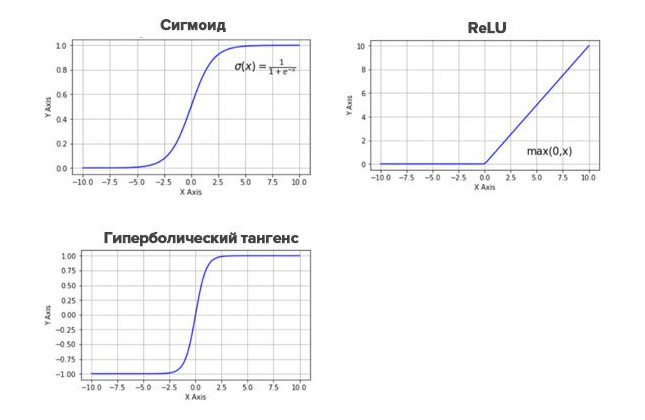 Сигмоид
1.0
0.8
0.6
0.4
0.2
0.0
Y Axis
σ(x) = 1 / 1 + e⁻ˣ
−10.0 −7.5 −5.0 −2.5 0.0 2.5 5.0 7.5 10.0
X Axis
ReLU
10
8
6
4
2
0
Y Axis
max(0,x)
−10.0 −7.5 −5.0 −2.5 0.0 2.5 5.0 7.5 10.0
X Axis
Гиперболический тангенс
1.00
0.75
0.50
0.25
0.00
−0.25
−0.50
−0.75
−1.00
Y Axis
−10.0 −7.5 −5.0 −2.5 0.0 2.5 5.0 7.5 10.0
X Axis